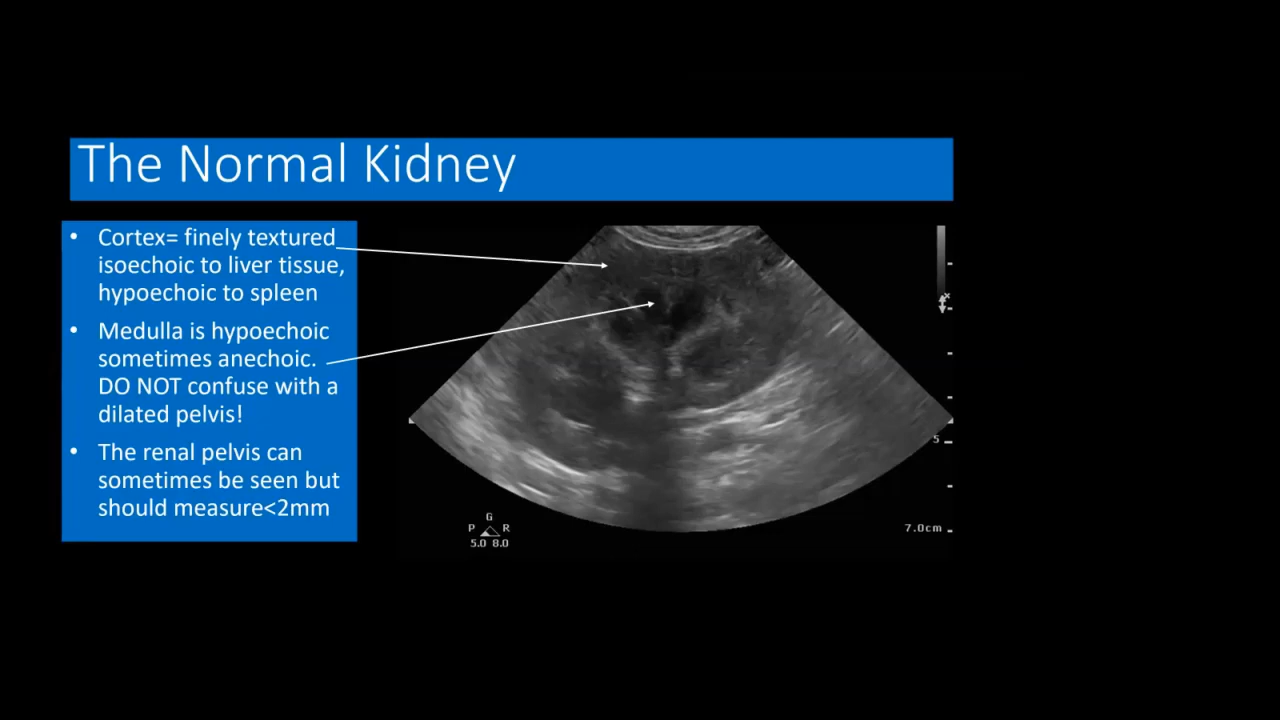 The Normal Kidney
• Cortex= finely textured
isoechoic to liver tissue,
hypoechoic to spleen
• Medulla is hypoechoic
sometimes anechoic.
DO NOT confuse with a
dilated pelvis!
• The renal pelvis can
sometimes be seen but
should measure<2mm
5
G
P R
5.0 8.0
7.0cm